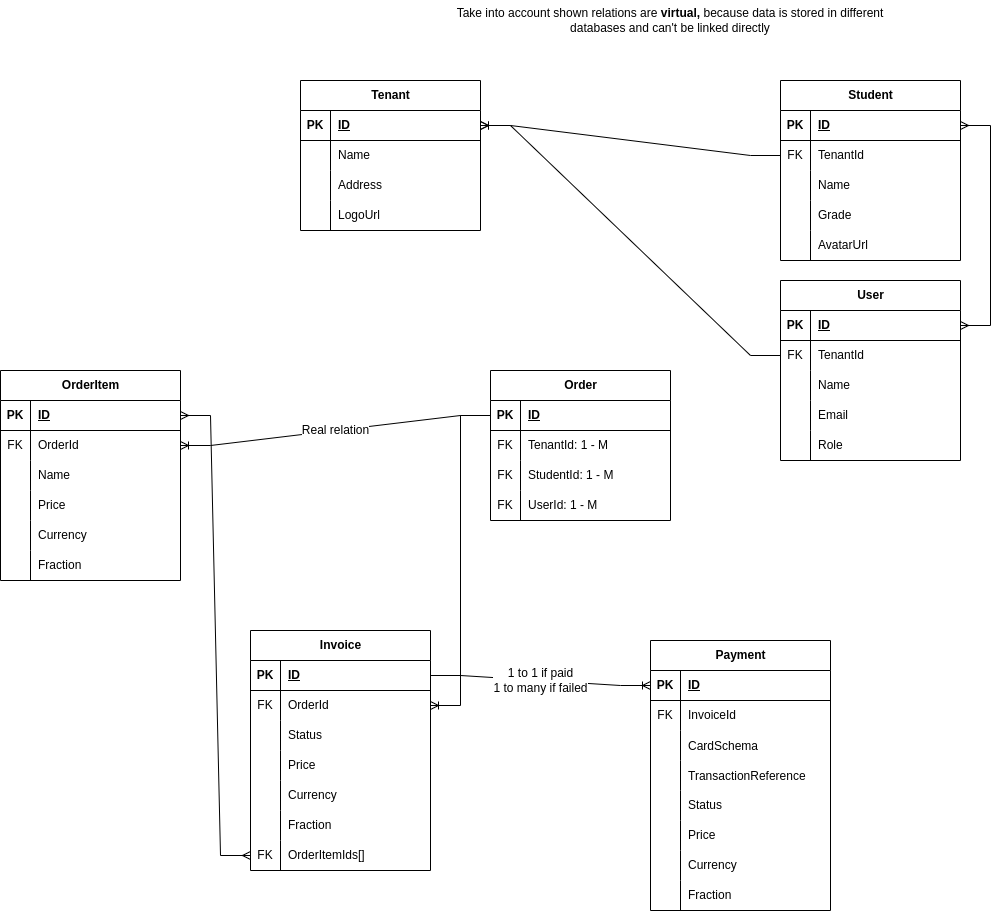 Take into account shown relations are virtual, because data is stored in different
databases and can't be linked directly
Tenant
PK ID
Name
Address
LogoUrl
Student
PK ID
FK TenantId
Name
Grade
AvatarUrl
User
PK ID
FK TenantId
Name
Email
Role
OrderItem
PK ID
FK OrderId
Name
Price
Currency
Fraction
Real relation
Order
PK ID
FK TenantId: 1 - M
FK StudentId: 1 - M
FK UserId: 1 - M
Invoice
PK ID
FK OrderId
Status
Price
Currency
Fraction
FK OrderItemIds[]
1 to 1 if paid
1 to many if failed
Payment
PK ID
FK InvoiceId
CardSchema
TransactionReference
Status
Price
Currency
Fraction